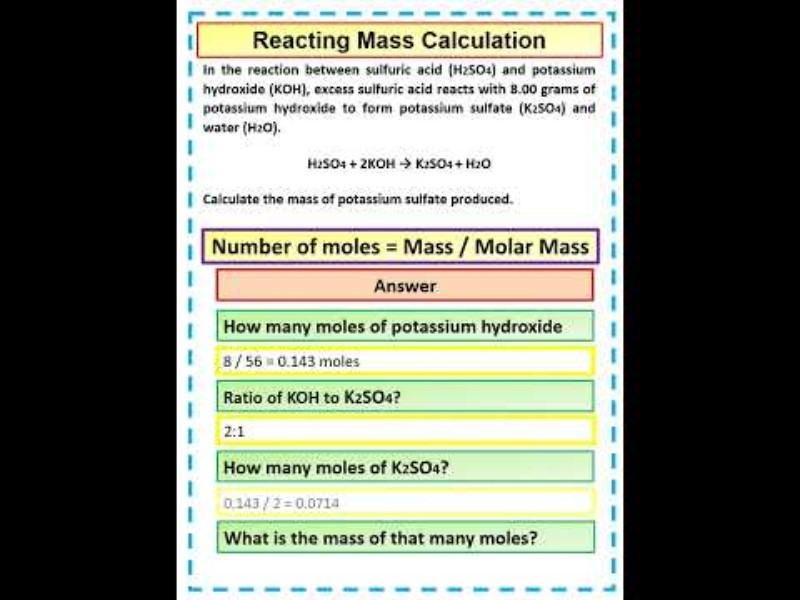 Reacting Mass Calculation
In the reaction between sulfuric acid (H2SO4) and potassium
hydroxide (KOH), excess sulfuric acid reacts with 8.00 grams of
potassium hydroxide to form potassium sulfate (K2SO4) and
water (H2O).
H2SO4 + 2KOH → K2SO4 + H2O
Calculate the mass of potassium sulfate produced.
Number of moles = Mass / Molar Mass
Answer
How many moles of potassium hydroxide
8 / 56 = 0.143 moles
Ratio of KOH to K2SO4?
2:1
How many moles of K2SO4?
0.143 / 2 = 0.0714
What is the mass of that many moles?